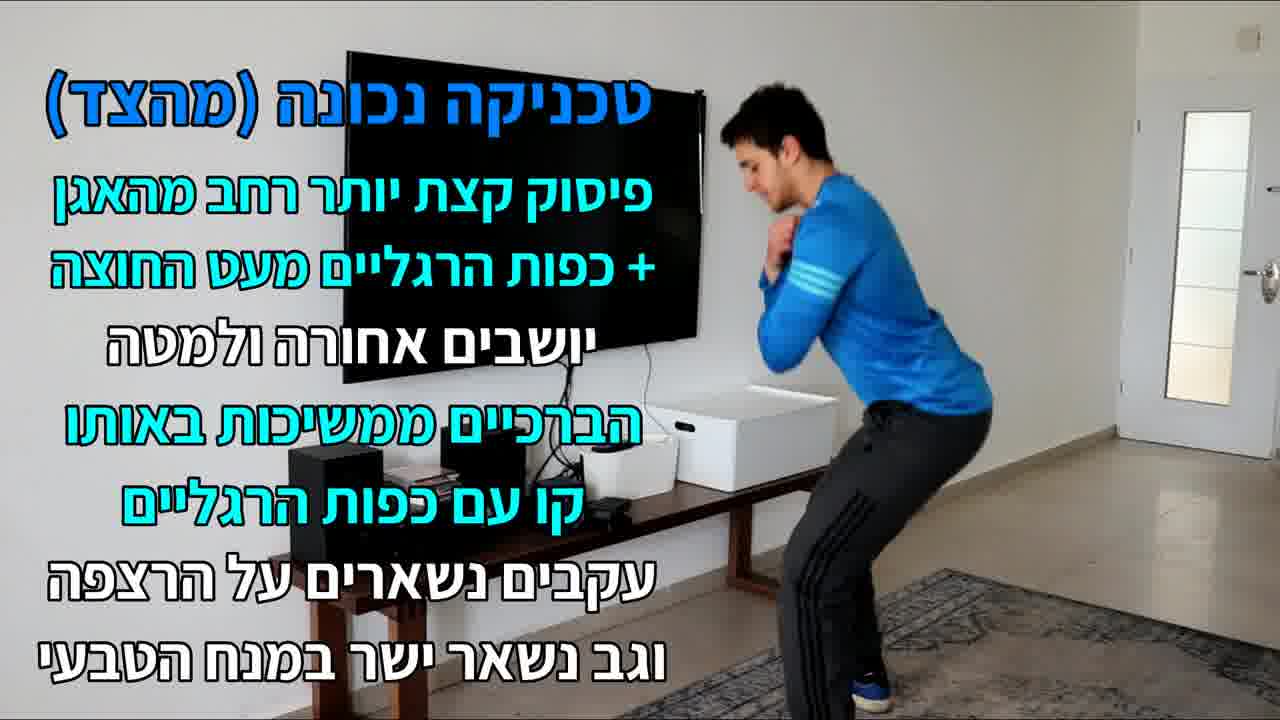 טכניקה נכונה (מהצד)
פיסוק קצת יותר רחב מהאגן
+ כפות הרגליים מעט החוצה
יושבים אחורה ולמטה
הברכיים ממשיכות באותו
קו עם כפות הרגליים
עקבים נשארים על הרצפה
וגב נשאר ישר במנח הטבעי